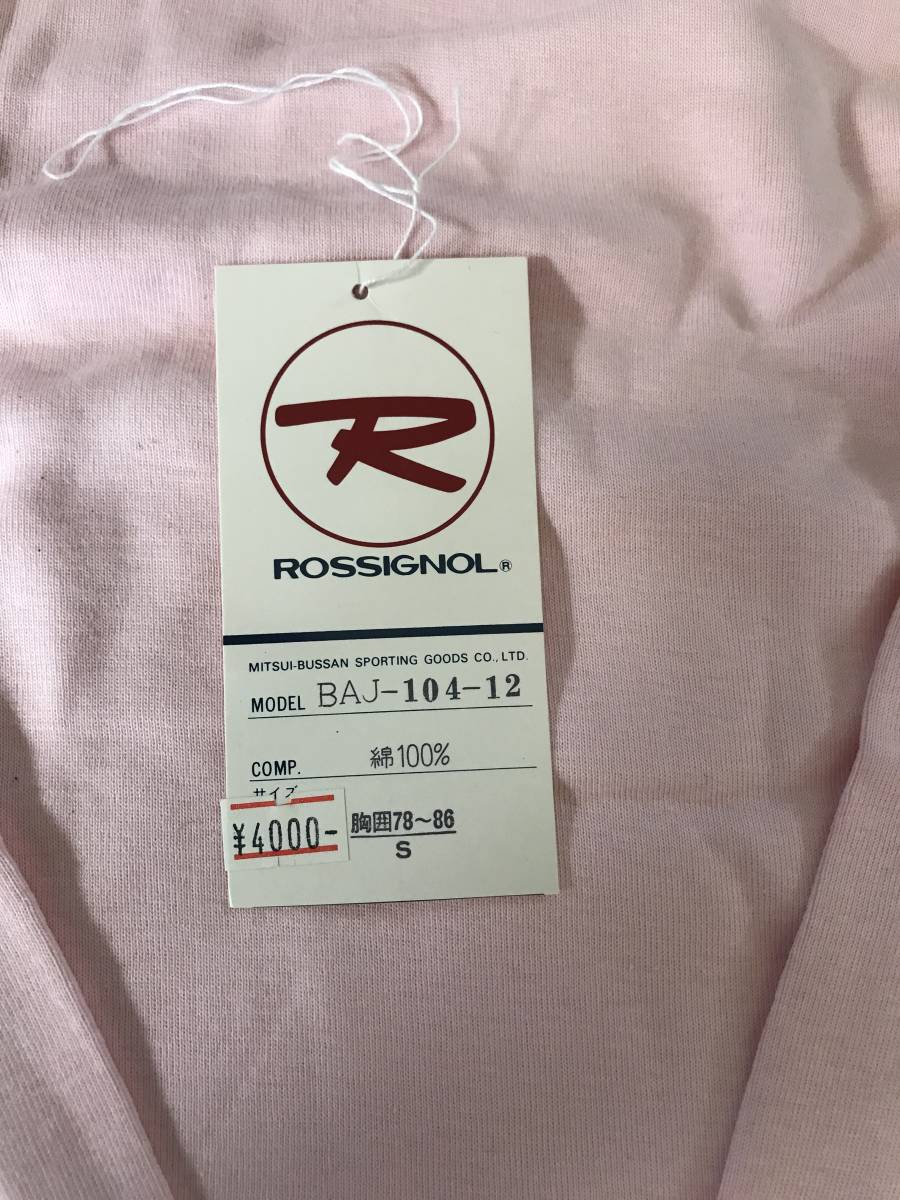 R
ROSSIGNOL®
MITSUI-BUSSAN SPORTING GOODS CO., LTD.
MODEL BAJ-104-12
COMP. 綿100%
サイズ
¥4000-
胸囲78～86
S